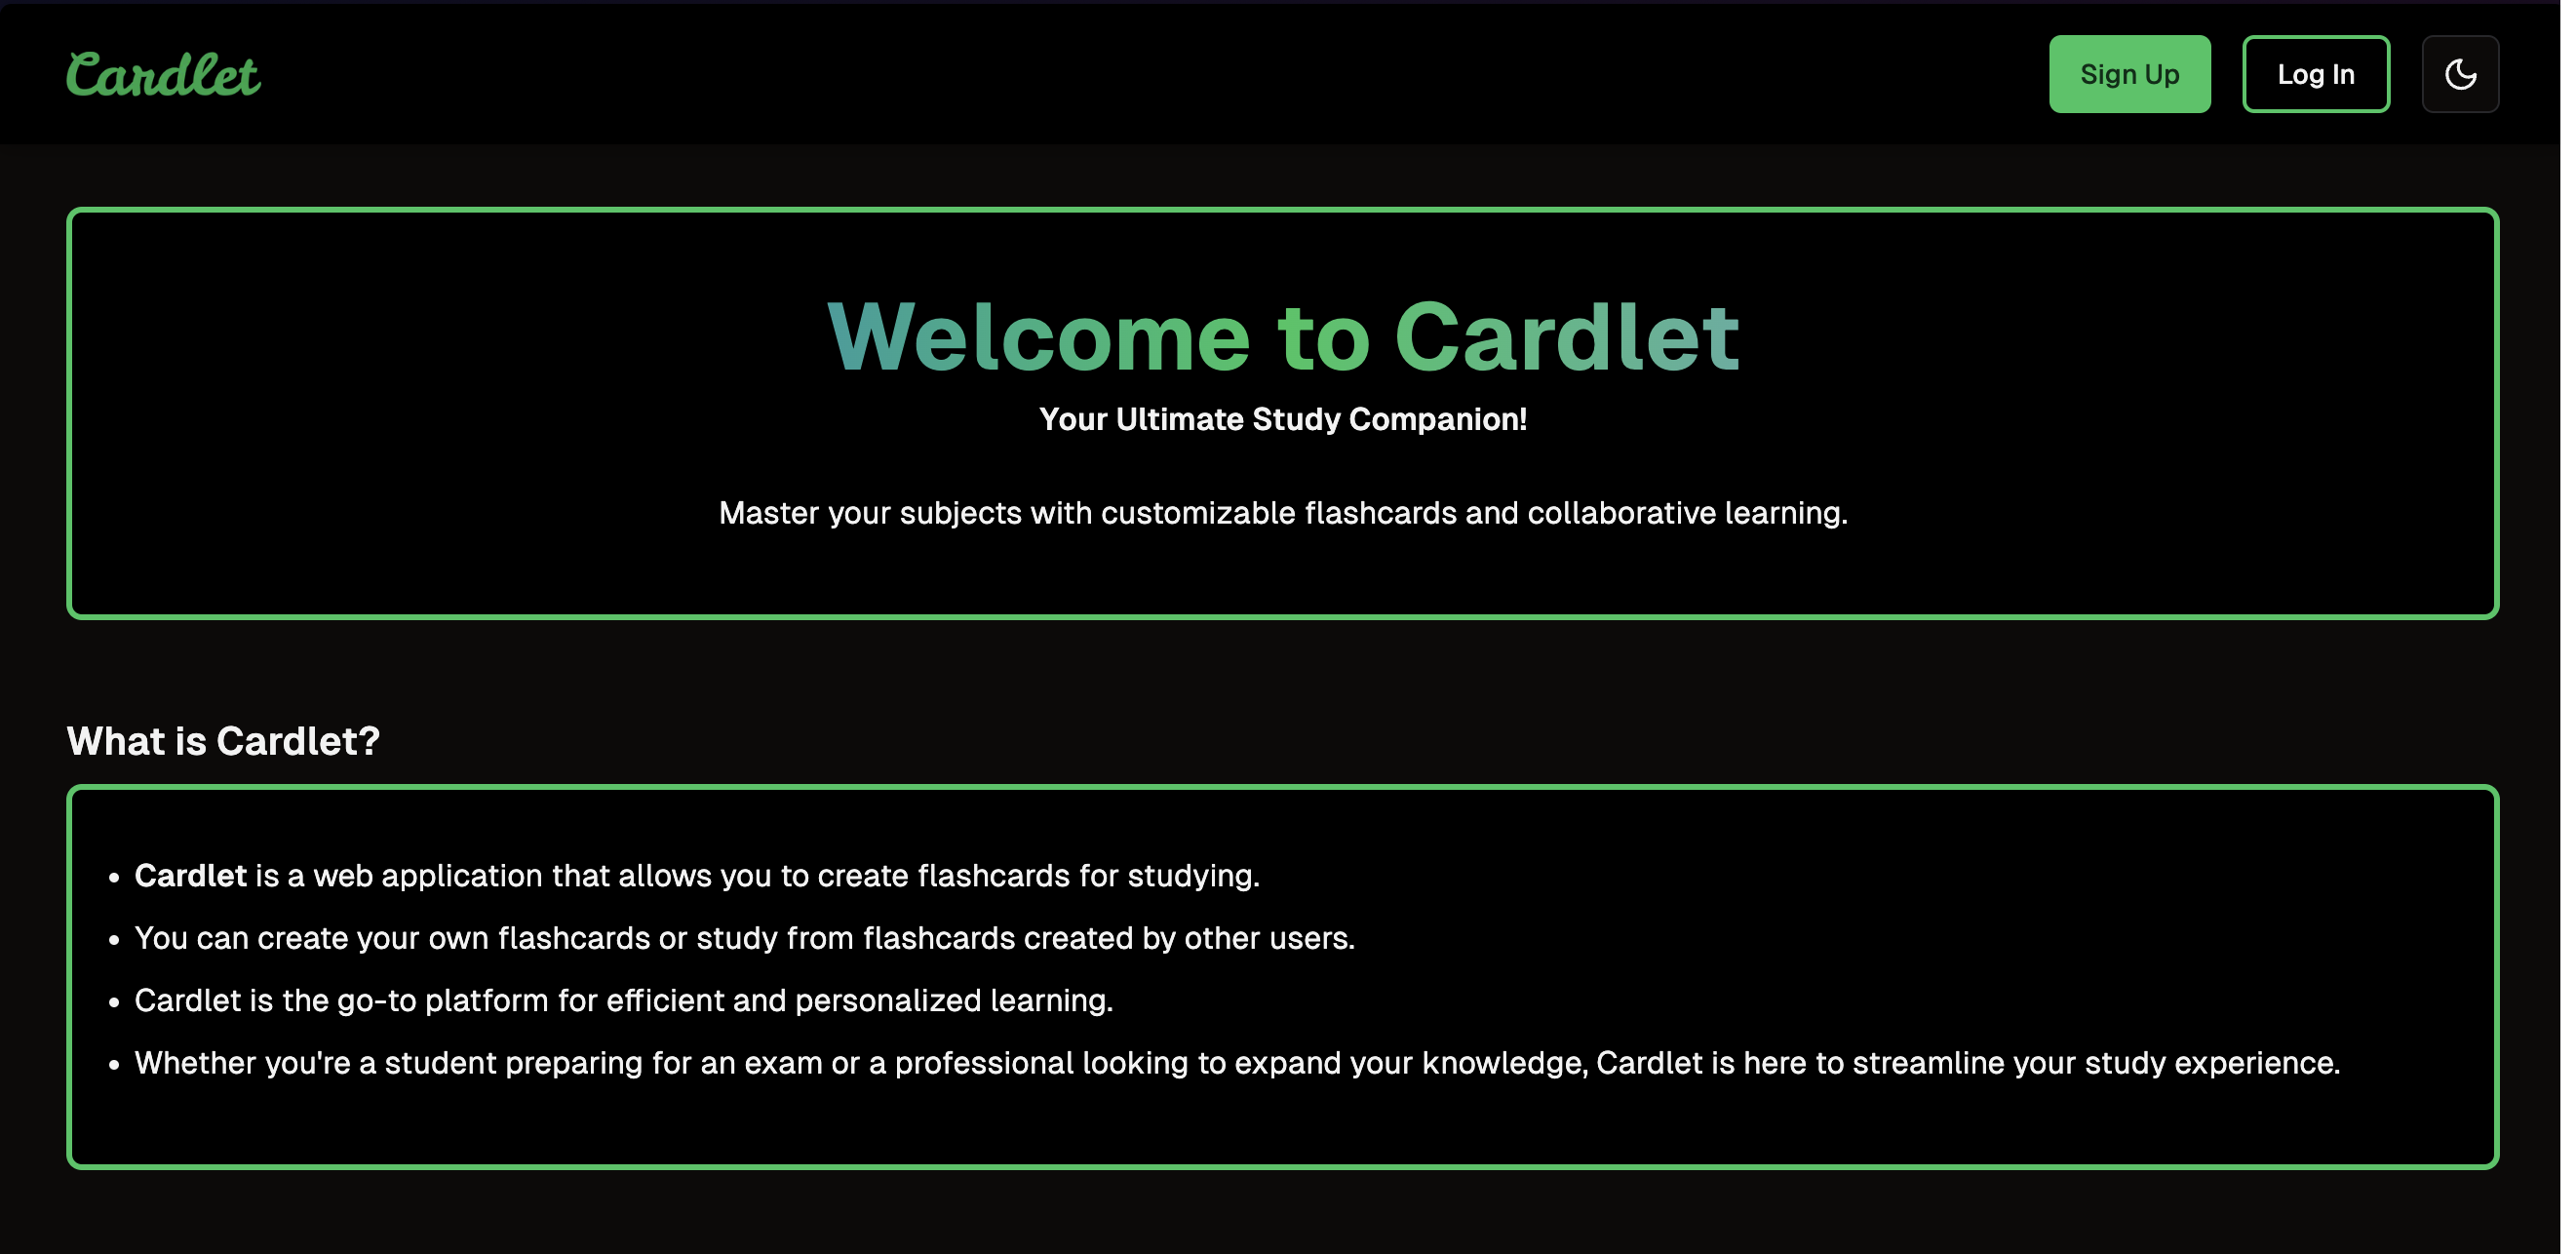 Cardlet
Sign Up
Log In
Welcome to Cardlet
Your Ultimate Study Companion!
Master your subjects with customizable flashcards and collaborative learning.
What is Cardlet?
• Cardlet is a web application that allows you to create flashcards for studying.
• You can create your own flashcards or study from flashcards created by other users.
• Cardlet is the go-to platform for efficient and personalized learning.
• Whether you're a student preparing for an exam or a professional looking to expand your knowledge, Cardlet is here to streamline your study experience.